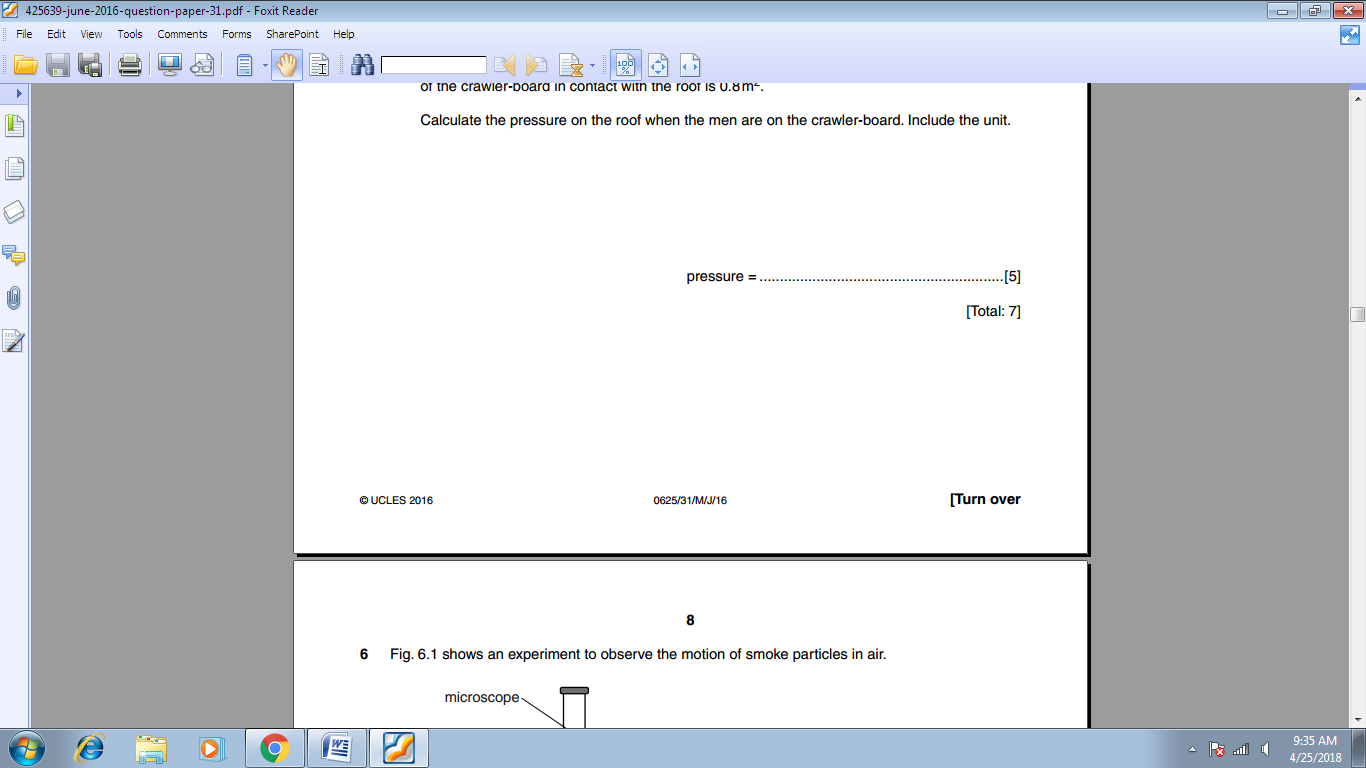 425639-june-2016-question-paper-31.pdf - Foxit Reader
File Edit View Tools Comments Forms SharePoint Help
of the crawler-board in contact with the roof is 0.8 m².
Calculate the pressure on the roof when the men are on the crawler-board. Include the unit.
pressure = ............................................................[5]
[Total: 7]
© UCLES 2016 0625/31/M/J/16 [Turn over
8
6 Fig. 6.1 shows an experiment to observe the motion of smoke particles in air.
microscope
9:35 AM
4/25/2018